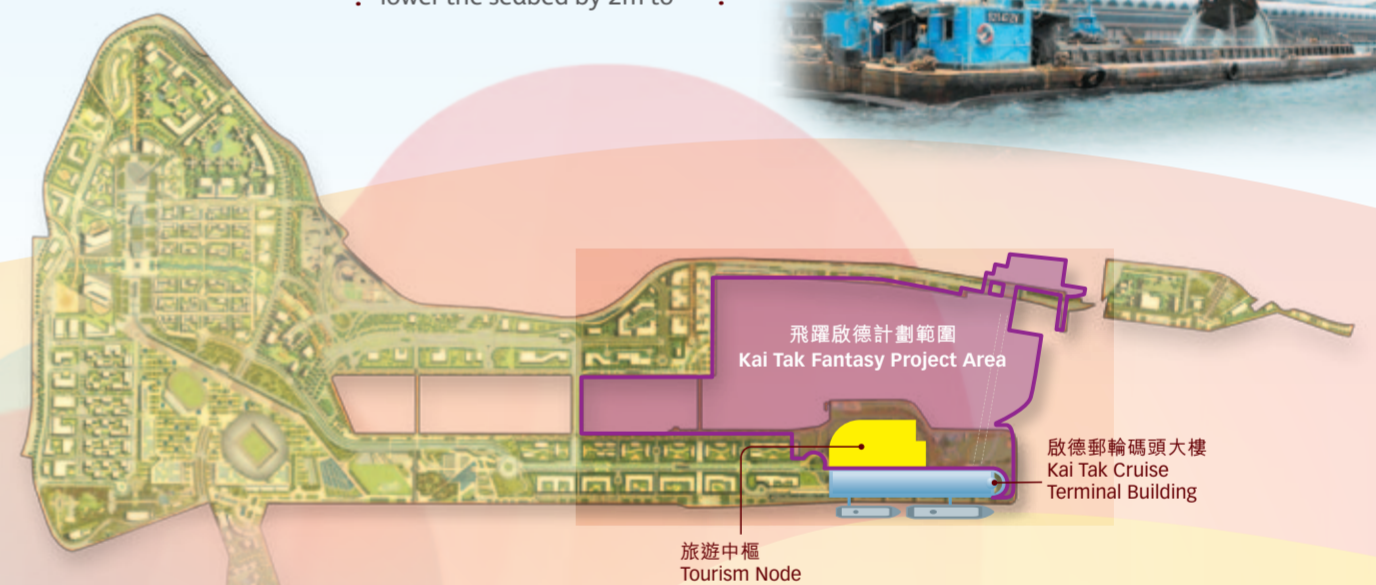 lower the seabed by 2m to
飛躍啟德計劃範圍
Kai Tak Fantasy Project Area
啟德郵輪碼頭大樓
Kai Tak Cruise
Terminal Building
旅遊中樞
Tourism Node